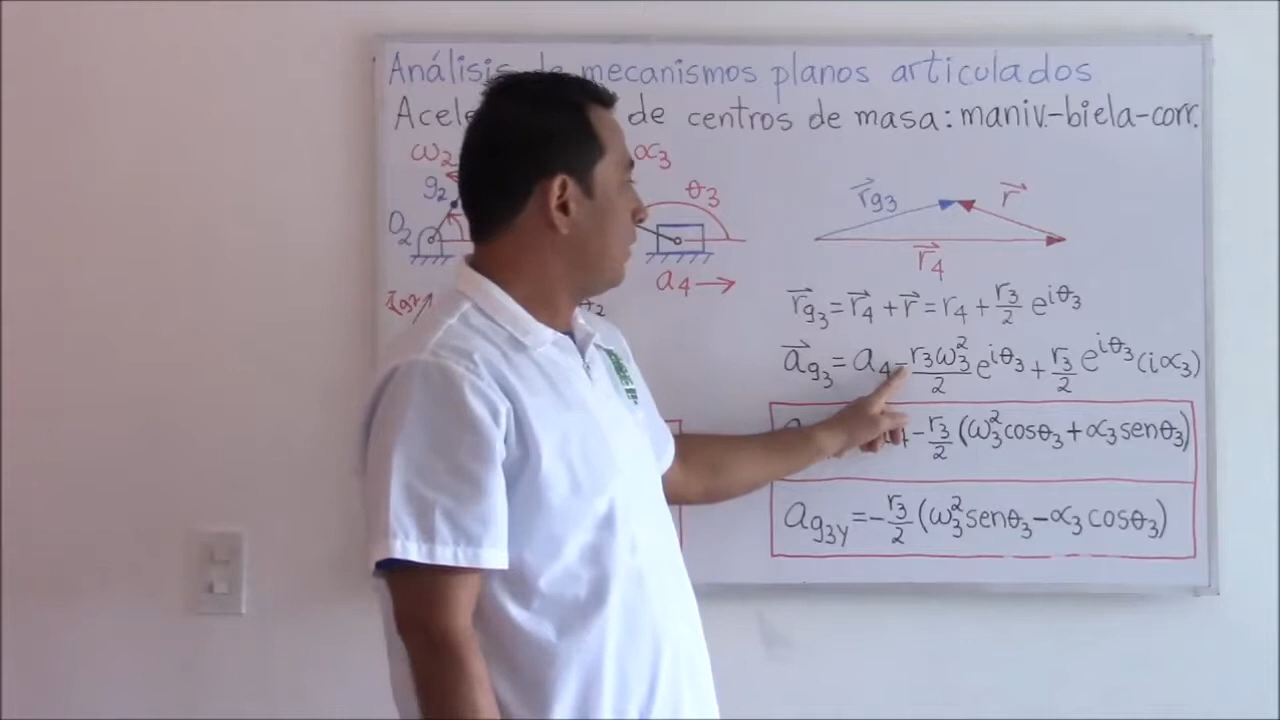 Análisis de mecanismos planos articulados
de centros de masa: maniv.-biela-corr.
ω₂
α₃
g₂
θ₃
O₂
a₄
r⃗g₃
r⃗
r⃗₄
r⃗g₃ = r⃗₄ + r⃗ = r₄ + r₃/2 e^(iθ₃)
a⃗g₃ = a₄ - r₃ω₃²/2 e^(iθ₃) + r₃/2 e^(iθ₃) (iα₃)
- r₃/2 (ω₃² cosθ₃ + α₃ senθ₃)
ag₃Y = - r₃/2 (ω₃² senθ₃ - α₃ cosθ₃)